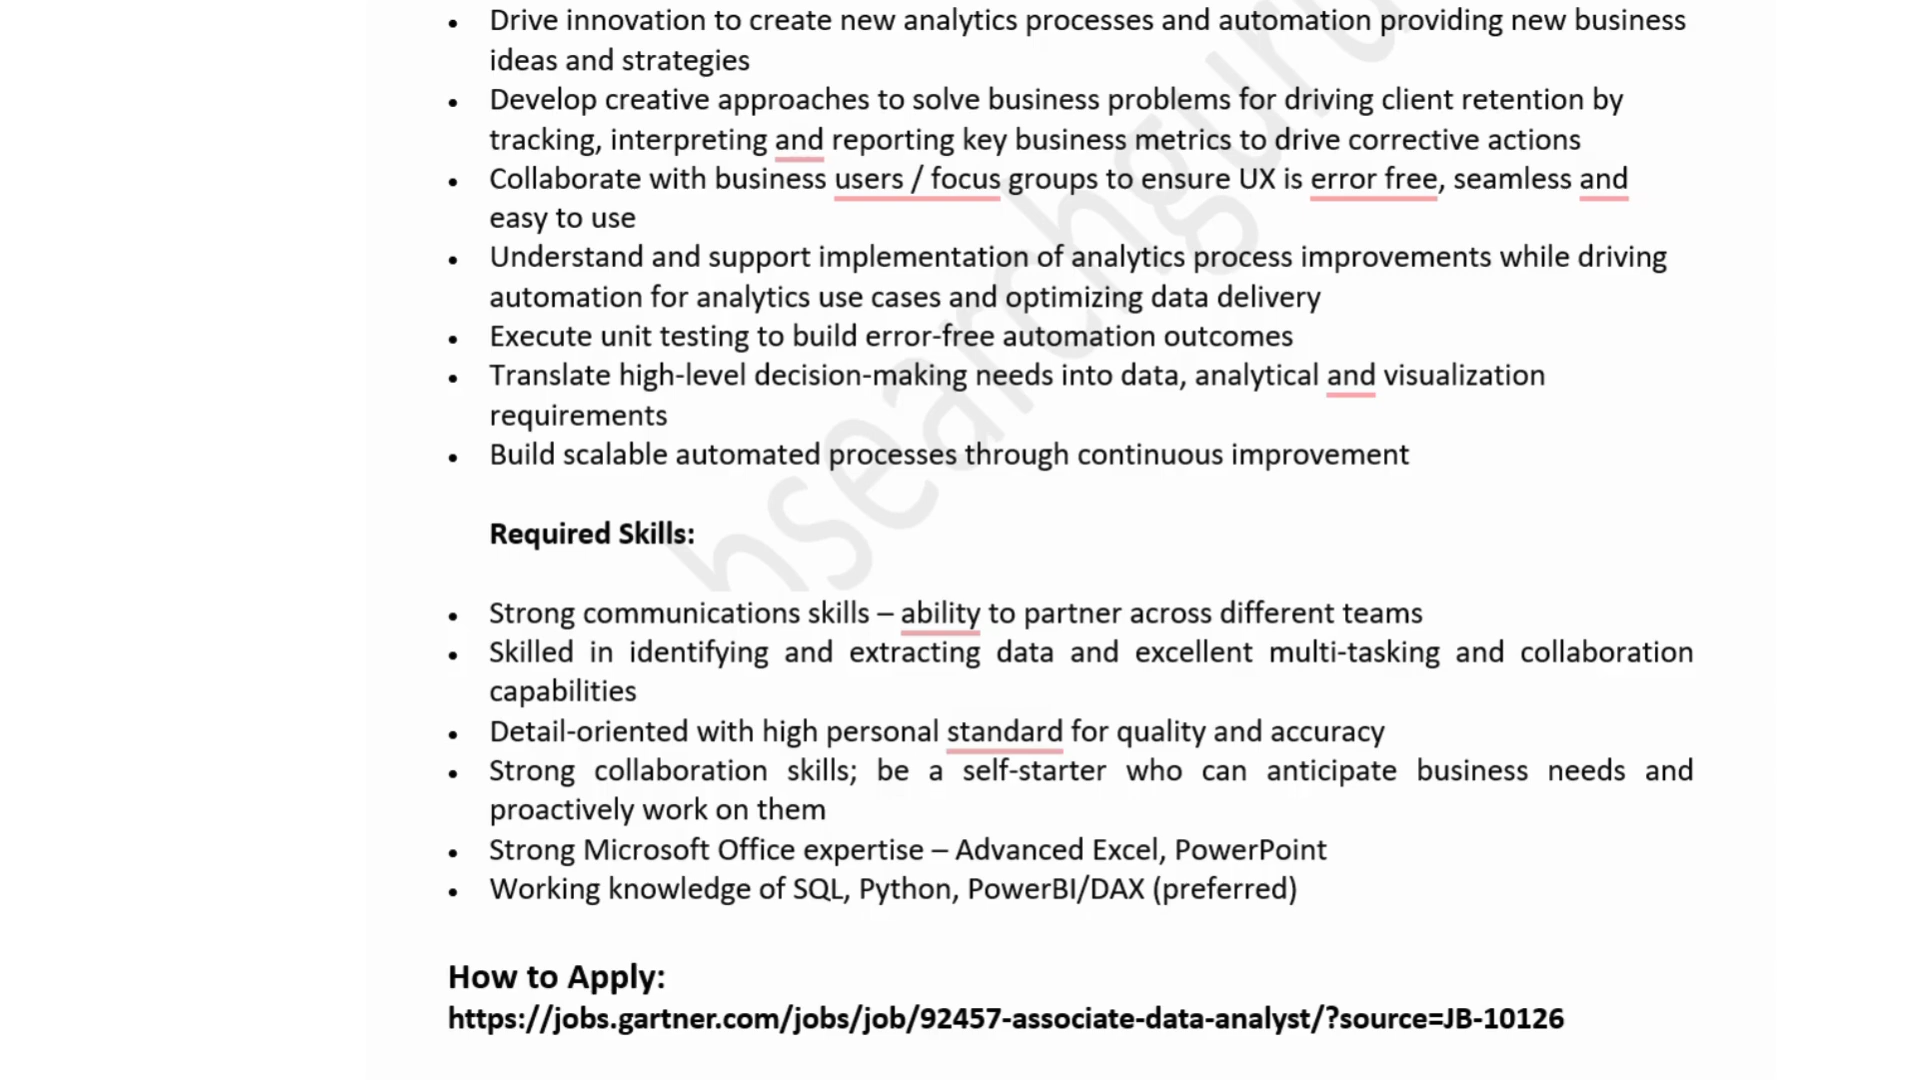 • Drive innovation to create new analytics processes and automation providing new business
ideas and strategies
• Develop creative approaches to solve business problems for driving client retention by
tracking, interpreting and reporting key business metrics to drive corrective actions
• Collaborate with business users / focus groups to ensure UX is error free, seamless and
easy to use
• Understand and support implementation of analytics process improvements while driving
automation for analytics use cases and optimizing data delivery
• Execute unit testing to build error-free automation outcomes
• Translate high-level decision-making needs into data, analytical and visualization
requirements
• Build scalable automated processes through continuous improvement
Required Skills:
• Strong communications skills – ability to partner across different teams
• Skilled in identifying and extracting data and excellent multi-tasking and collaboration
capabilities
• Detail-oriented with high personal standard for quality and accuracy
• Strong collaboration skills; be a self-starter who can anticipate business needs and
proactively work on them
• Strong Microsoft Office expertise – Advanced Excel, PowerPoint
• Working knowledge of SQL, Python, PowerBI/DAX (preferred)
How to Apply:
https://jobs.gartner.com/jobs/job/92457-associate-data-analyst/?source=JB-10126
hsearchguru